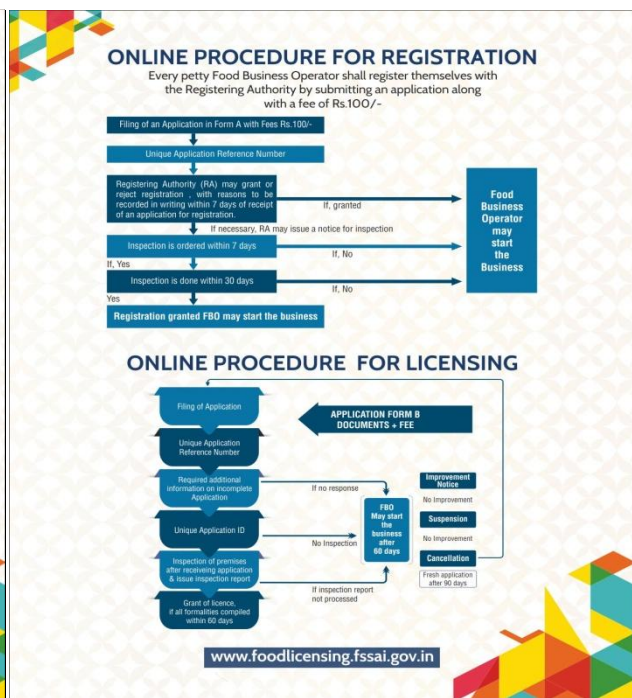 ONLINE PROCEDURE FOR REGISTRATION
Every petty Food Business Operator shall register themselves with
the Registering Authority by submitting an application along
with a fee of Rs.100/-
Filing of an Application in Form A with Fees Rs.100/-
Unique Application Reference Number
Registering Authority (RA) may grant or
reject registration , with reasons to be
recorded in writing within 7 days of receipt
of an application for registration.
If, granted
Food
Business
Operator
may
start
the
Business
If necessary, RA may issue a notice for inspection
Inspection is ordered within 7 days
If, No
If, Yes
Inspection is done within 30 days
If, No
Yes
Registration granted FBO may start the business
ONLINE PROCEDURE FOR LICENSING
Filing of Application
APPLICATION FORM B
DOCUMENTS + FEE
Unique Application
Reference Number
Required additional
information on incomplete
Application
If no response
Unique Application ID
No Inspection
Inspection of premises
after receiveing application
& issue inspection report
If inspection report
not processed
Grant of licence,
if all formalities compiled
within 60 days
FBO
May start
the
business
after
60 days
Improvement
Notice
No Improvement
Suspension
No Improvement
Cancellation
Fresh application
after 90 days
www.foodlicensing.fssai.gov.in